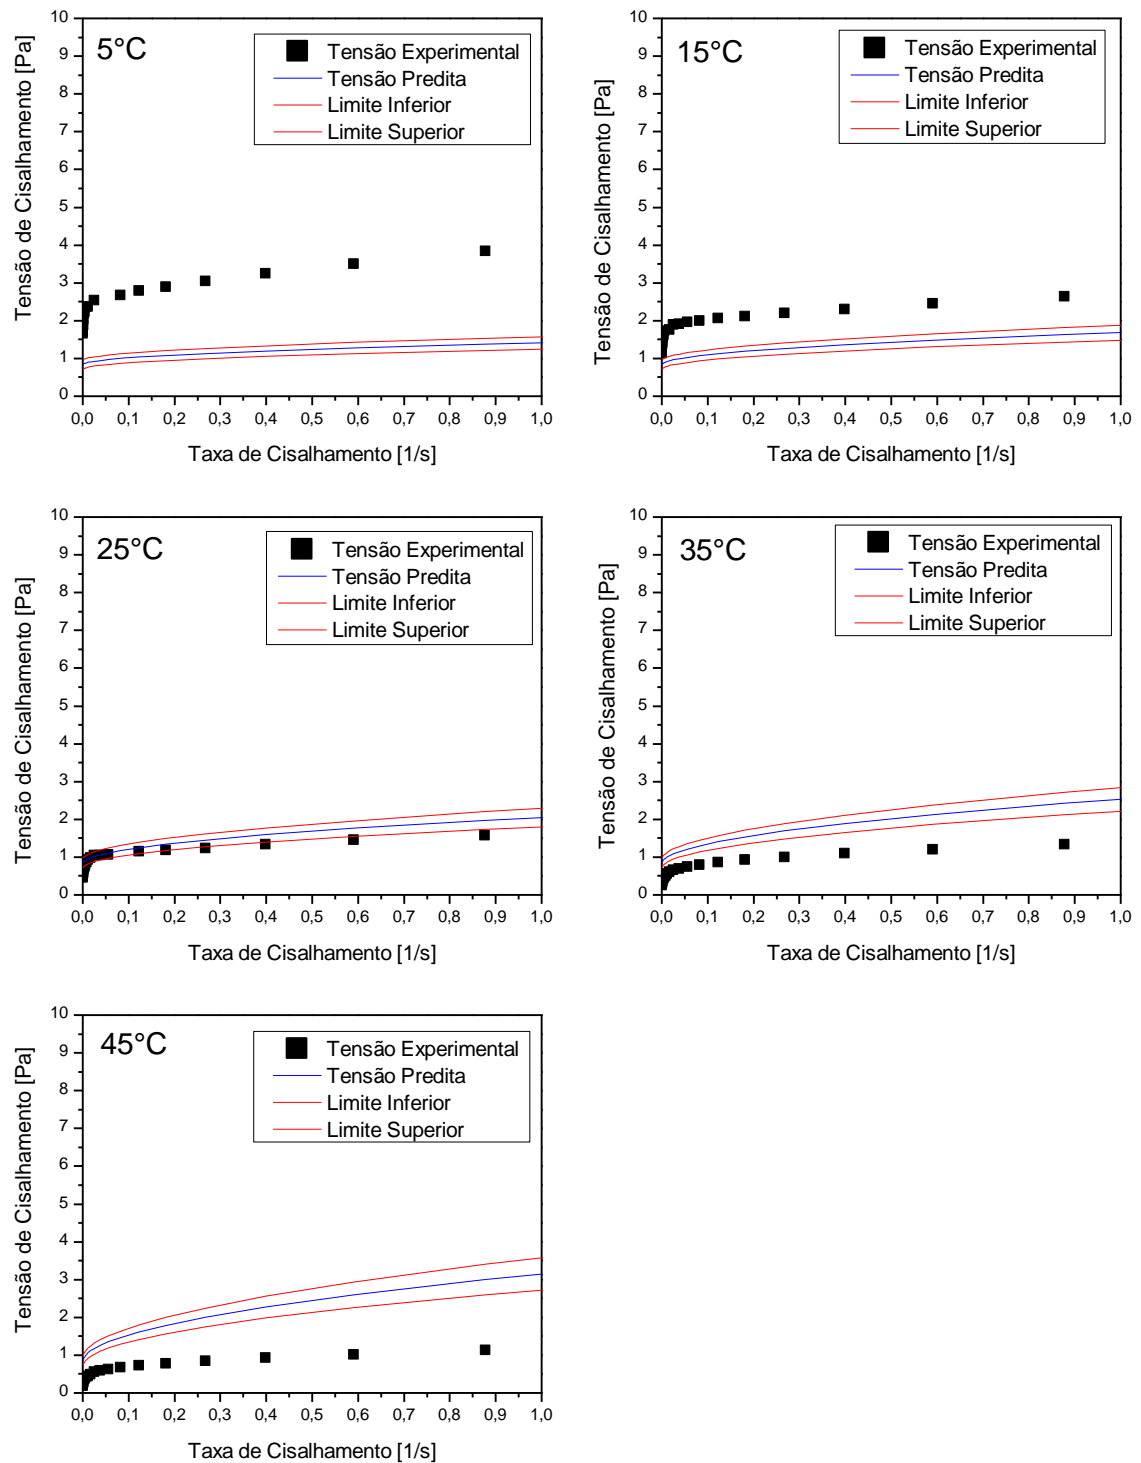 5°C
Tensão Experimental
Tensão Predita
Limite Inferior
Limite Superior
Tensão de Cisalhamento [Pa]
10
9
8
7
6
5
4
3
2
1
0
0,0 0,1 0,2 0,3 0,4 0,5 0,6 0,7 0,8 0,9 1,0
Taxa de Cisalhamento [1/s]
15°C
Tensão Experimental
Tensão Predita
Limite Inferior
Limite Superior
Tensão de Cisalhamento [Pa]
10
9
8
7
6
5
4
3
2
1
0
0,0 0,1 0,2 0,3 0,4 0,5 0,6 0,7 0,8 0,9 1,0
Taxa de Cisalhamento [1/s]
25°C
Tensão Experimental
Tensão Predita
Limite Inferior
Limite Superior
Tensão de Cisalhamento [Pa]
10
9
8
7
6
5
4
3
2
1
0
0,0 0,1 0,2 0,3 0,4 0,5 0,6 0,7 0,8 0,9 1,0
Taxa de Cisalhamento [1/s]
35°C
Tensão Experimental
Tensão Predita
Limite Inferior
Limite Superior
Tensão de Cisalhamento [Pa]
10
9
8
7
6
5
4
3
2
1
0
0,0 0,1 0,2 0,3 0,4 0,5 0,6 0,7 0,8 0,9 1,0
Taxa de Cisalhamento [1/s]
45°C
Tensão Experimental
Tensão Predita
Limite Inferior
Limite Superior
Tensão de Cisalhamento [Pa]
10
9
8
7
6
5
4
3
2
1
0
0,0 0,1 0,2 0,3 0,4 0,5 0,6 0,7 0,8 0,9 1,0
Taxa de Cisalhamento [1/s]